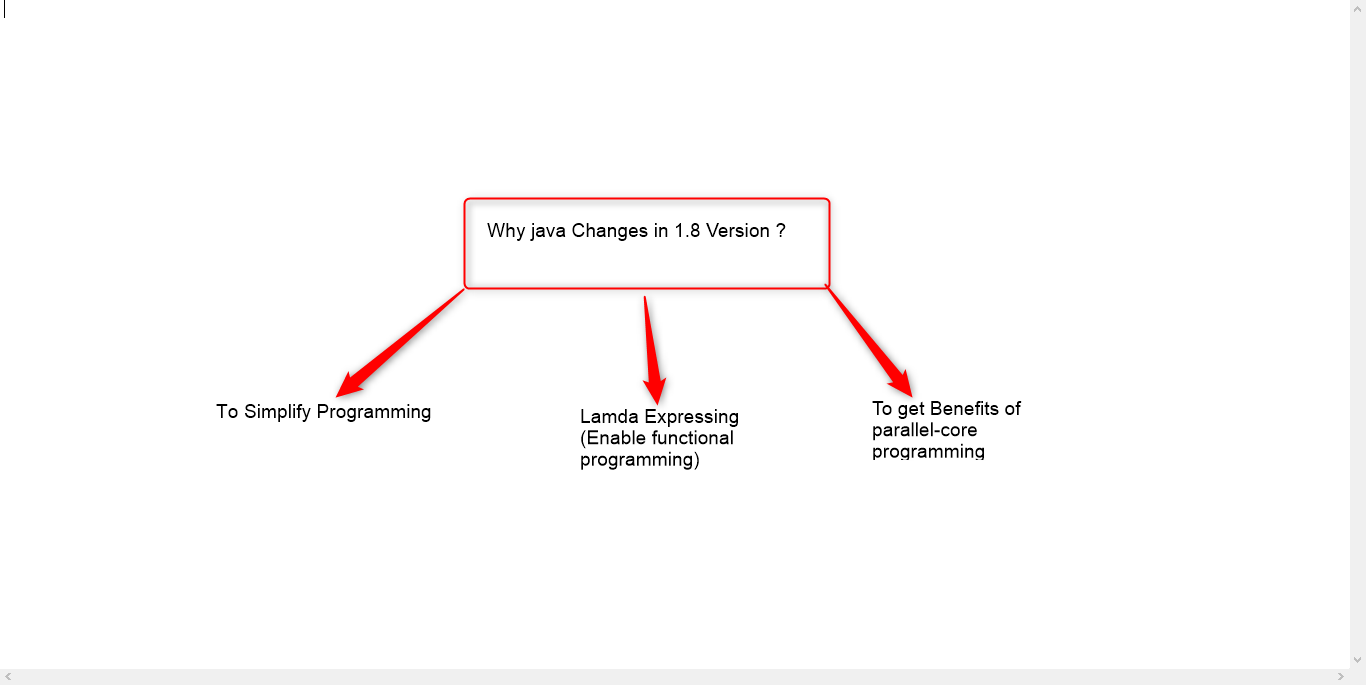 Why java Changes in 1.8 Version ?
To Simplify Programming
Lamda Expressing
(Enable functional
programming)
To get Benefits of
parallel-core
programming